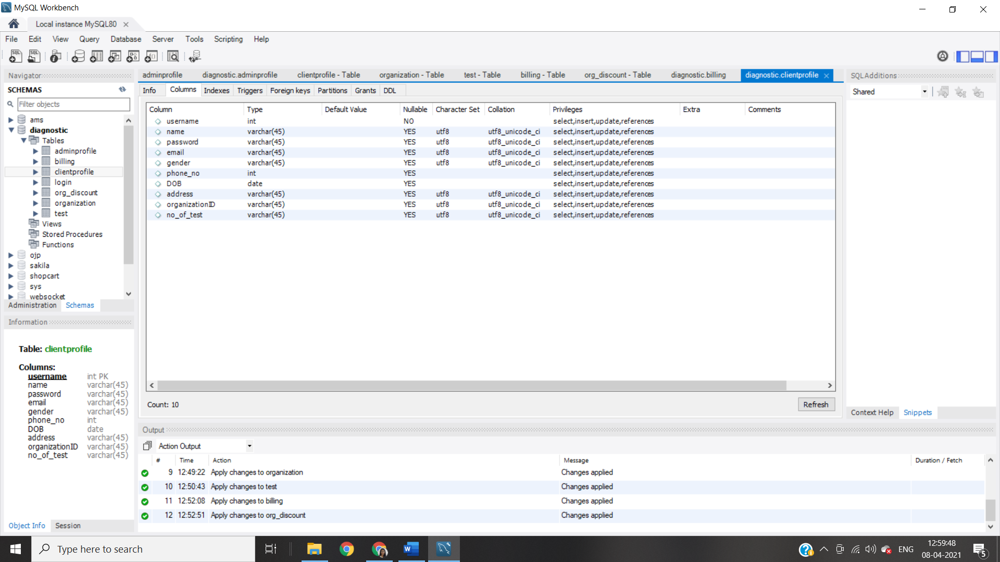 MySQL Workbench
Local instance MySQL80
File Edit View Query Database Server Tools Scripting Help
Navigator
SCHEMAS
Filter objects
ams
diagnostic
Tables
adminprofile
billing
clientprofile
login
org_discount
organization
test
Views
Stored Procedures
Functions
ojp
sakila
shopcart
sys
websocket
Administration Schemas
Information
Table: clientprofile
Columns:
username int PK
name varchar(45)
password varchar(45)
email varchar(45)
gender varchar(45)
phone_no int
DOB date
address varchar(45)
organizationID varchar(45)
no_of_test varchar(45)
Object Info Session
adminprofile diagnostic.adminprofile clientprofile - Table organization - Table test - Table billing - Table org_discount - Table diagnostic.billing diagnostic.clientprofile
Info Columns Indexes Triggers Foreign keys Partitions Grants DDL
Column Type Default Value Nullable Character Set Collation Privileges Extra Comments
username int NO select,insert,update,references
name varchar(45) YES utf8 utf8_unicode_ci select,insert,update,references
password varchar(45) YES utf8 utf8_unicode_ci select,insert,update,references
email varchar(45) YES utf8 utf8_unicode_ci select,insert,update,references
gender varchar(45) YES utf8 utf8_unicode_ci select,insert,update,references
phone_no int YES select,insert,update,references
DOB date YES select,insert,update,references
address varchar(45) YES utf8 utf8_unicode_ci select,insert,update,references
organizationID varchar(45) YES utf8 utf8_unicode_ci select,insert,update,references
no_of_test varchar(45) YES utf8 utf8_unicode_ci select,insert,update,references
Count: 10
Refresh
SQLAdditions
Shared
Context Help Snippets
Output
Action Output
# Time Action Message Duration / Fetch
9 12:49:22 Apply changes to organization Changes applied
10 12:50:43 Apply changes to test Changes applied
11 12:52:08 Apply changes to billing Changes applied
12 12:52:51 Apply changes to org_discount Changes applied
Type here to search
ENG
12:59:48
08-04-2021
5